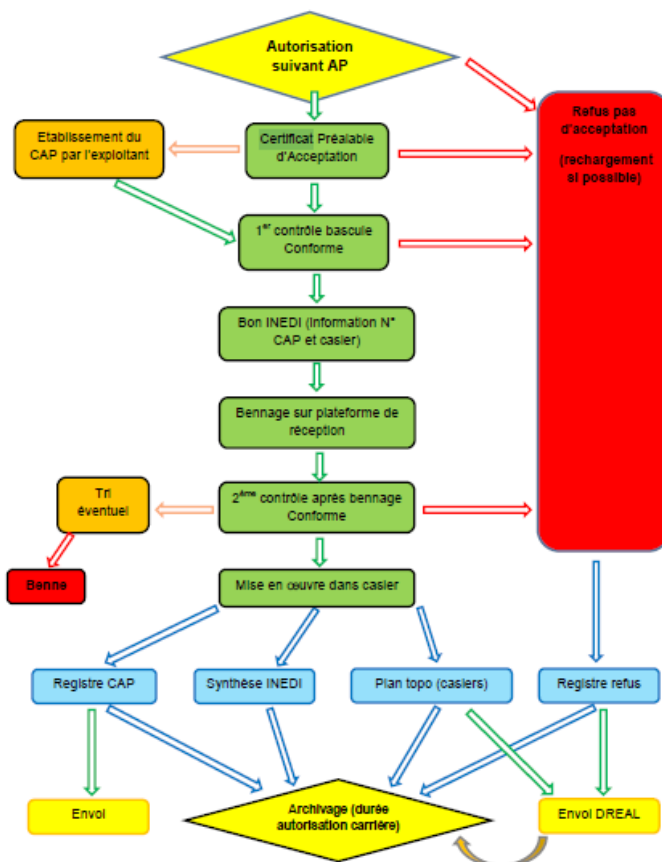 Autorisation
suivant AP
Refus pas
d'acceptation
(rechargement
si possible)
Etablissement du
CAP par l'exploitant
Certificat Préalable
d'Acceptation
1er contrôle bascule
Conforme
Bon INEDI (Information N°
CAP et casier)
Bennage sur plateforme de
réception
Tri
éventuel
2ème contrôle après bennage
Conforme
Benne
Mise en œuvre dans casier
Registre CAP
Synthèse INEDI
Plan topo (casiers)
Registre refus
Envoi
Archivage (durée
autorisation carrière)
Envoi DREAL